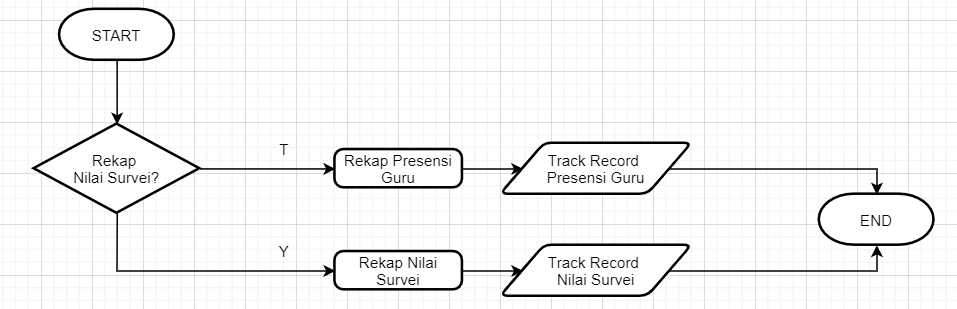 START
Rekap
Nilai Survei?
T
Rekap Presensi
Guru
Track Record
Presensi Guru
END
Y
Rekap Nilai
Survei
Track Record
Nilai Survei